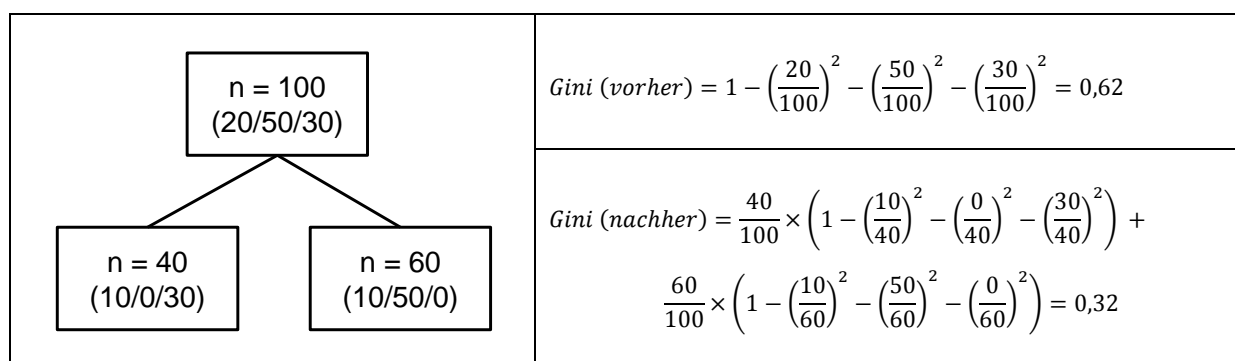 n = 100
(20/50/30)
n = 40
(10/0/30)
n = 60
(10/50/0)
Gini (vorher) = 1 − (20/100)² − (50/100)² − (30/100)² = 0,62
Gini (nachher) = 40/100 × (1 − (10/40)² − (0/40)² − (30/40)²) +
60/100 × (1 − (10/60)² − (50/60)² − (0/60)²) = 0,32